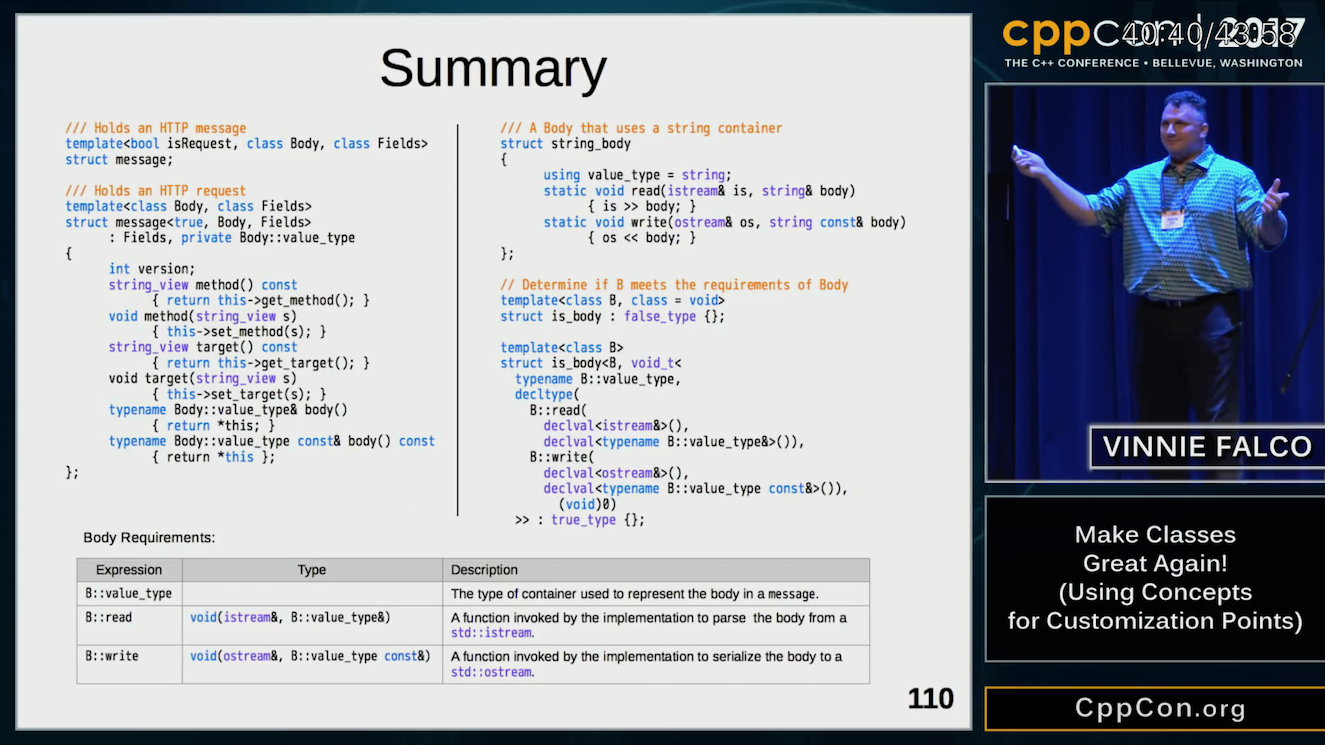 Summary
/// Holds an HTTP message
template<bool isRequest, class Body, class Fields>
struct message;
/// Holds an HTTP request
template<class Body, class Fields>
struct message<true, Body, Fields>
: Fields, private Body::value_type
{
int version;
string_view method() const
{ return this->get_method(); }
void method(string_view s)
{ this->set_method(s); }
string_view target() const
{ return this->get_target(); }
void target(string_view s)
{ this->set_target(s); }
typename Body::value_type& body()
{ return *this; }
typename Body::value_type const& body() const
{ return *this };
};
/// A Body that uses a string container
struct string_body
{
using value_type = string;
static void read(istream& is, string& body)
{ is >> body; }
static void write(ostream& os, string const& body)
{ os << body; }
};
// Determine if B meets the requirements of Body
template<class B, class = void>
struct is_body : false_type {};
template<class B>
struct is_body<B, void_t<
typename B::value_type,
decltype(
B::read(
declval<istream&>(),
declval<typename B::value_type&>()),
B::write(
declval<ostream&>(),
declval<typename B::value_type const&>()),
(void)0)
>> : true_type {};
Body Requirements:
Expression Type Description
B::value_type The type of container used to represent the body in a message.
B::read void(istream&, B::value_type&) A function invoked by the implementation to parse the body from a
std::istream.
B::write void(ostream&, B::value_type const&) A function invoked by the implementation to serialize the body to a
std::ostream.
110
cppcon | 2017
40:40/43:58
THE C++ CONFERENCE • BELLEVUE, WASHINGTON
VINNIE FALCO
Make Classes
Great Again!
(Using Concepts
for Customization Points)
CppCon.org